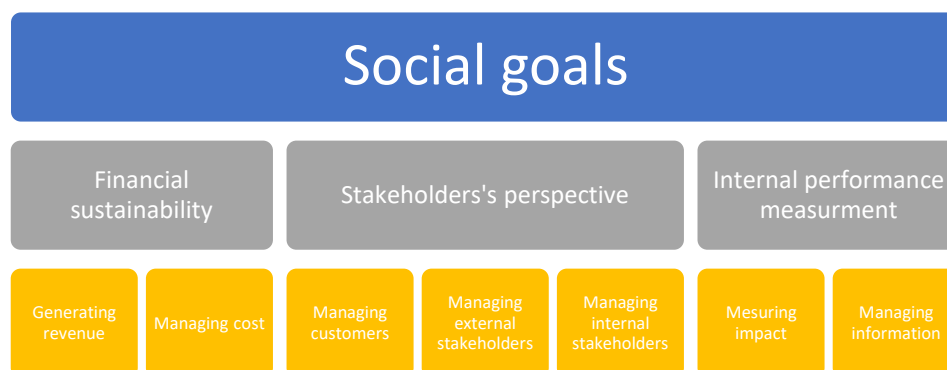 Social goals
Financial
sustainability
Stakeholders's perspective
Internal performance
measurment
Generating
revenue
Managing cost
Managing
customers
Managing
external
stakeholders
Managing
internal
stakeholders
Mesuring
impact
Managing
information